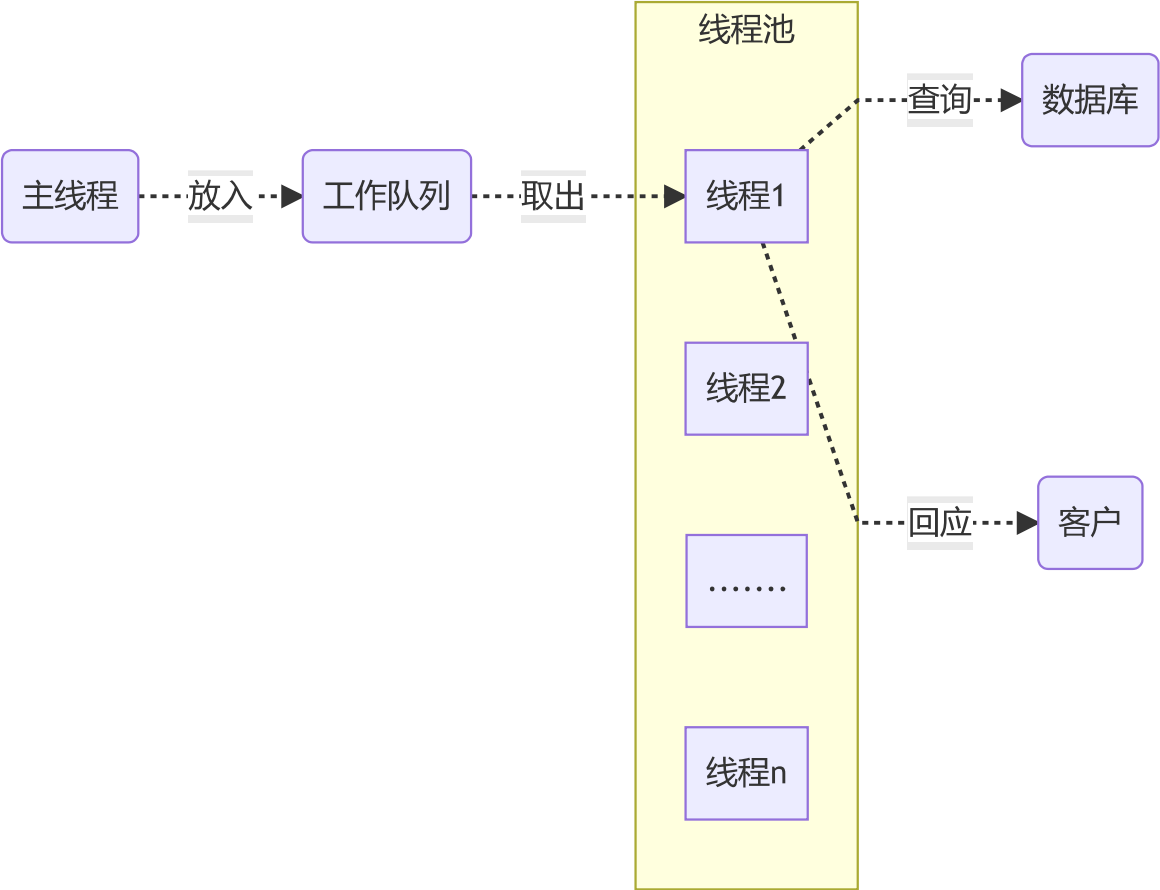 线程池
查询
数据库
主线程
放入
工作队列
取出
线程1
线程2
回应
客户
.......
线程n